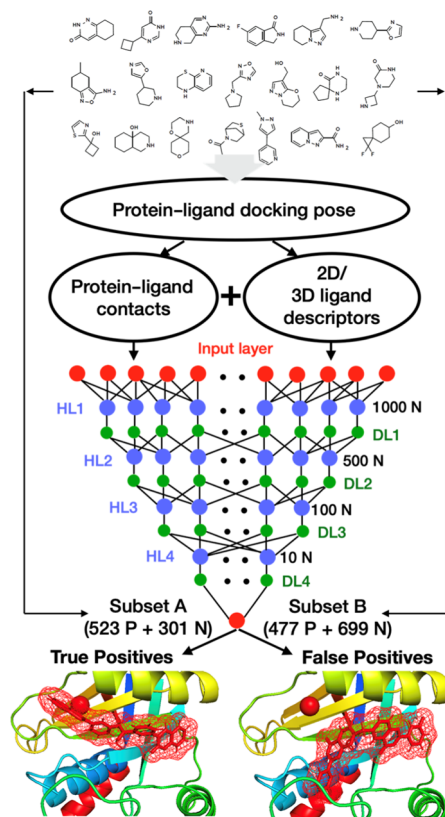 Protein–ligand docking pose
Protein–ligand
contacts
+
2D/
3D ligand
descriptors
Input layer
HL1
1000 N
DL1
HL2
500 N
DL2
HL3
100 N
DL3
HL4
10 N
DL4
Subset A
(523 P + 301 N)
Subset B
(477 P + 699 N)
True Positives
False Positives